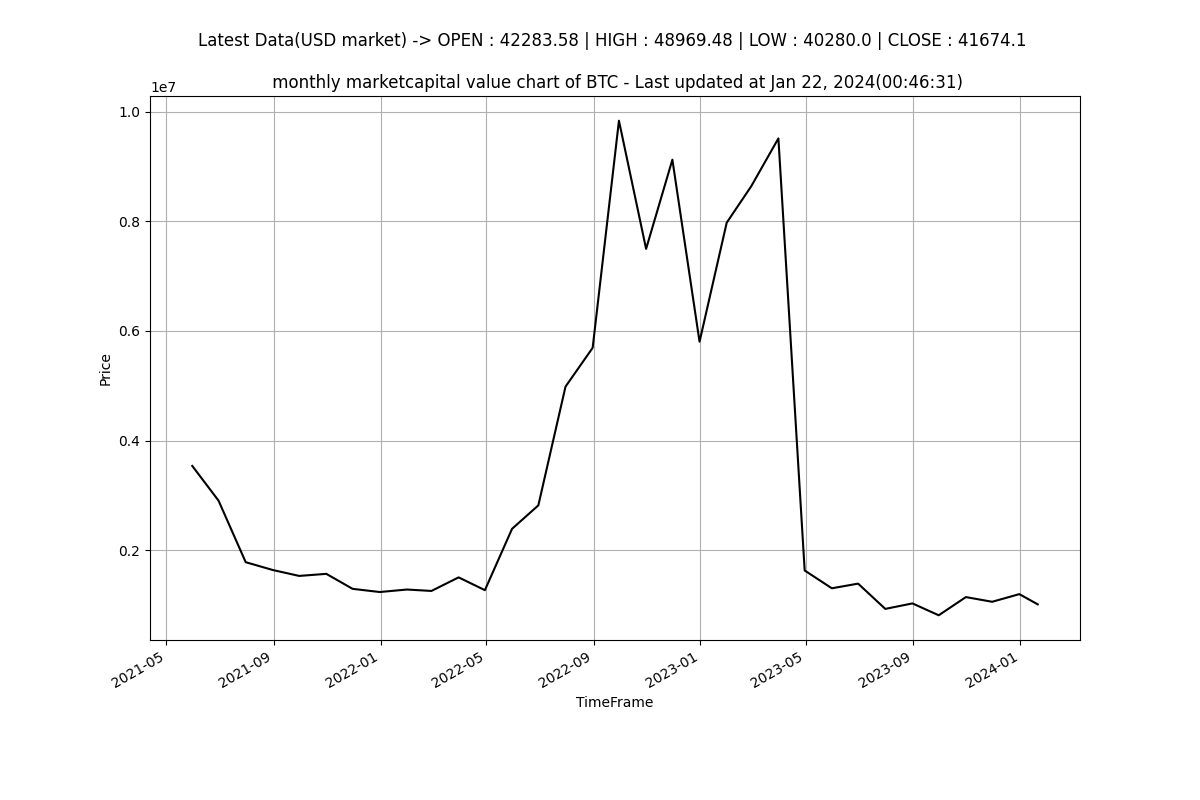 Latest Data(USD market) -> OPEN : 42283.58 | HIGH : 48969.48 | LOW : 40280.0 | CLOSE : 41674.1
monthly marketcapital value chart of BTC - Last updated at Jan 22, 2024(00:46:31)
1e7
1.0
0.8
0.6
0.4
0.2
Price
2021-05
2021-09
2022-01
2022-05
2022-09
2023-01
2023-05
2023-09
2024-01
TimeFrame